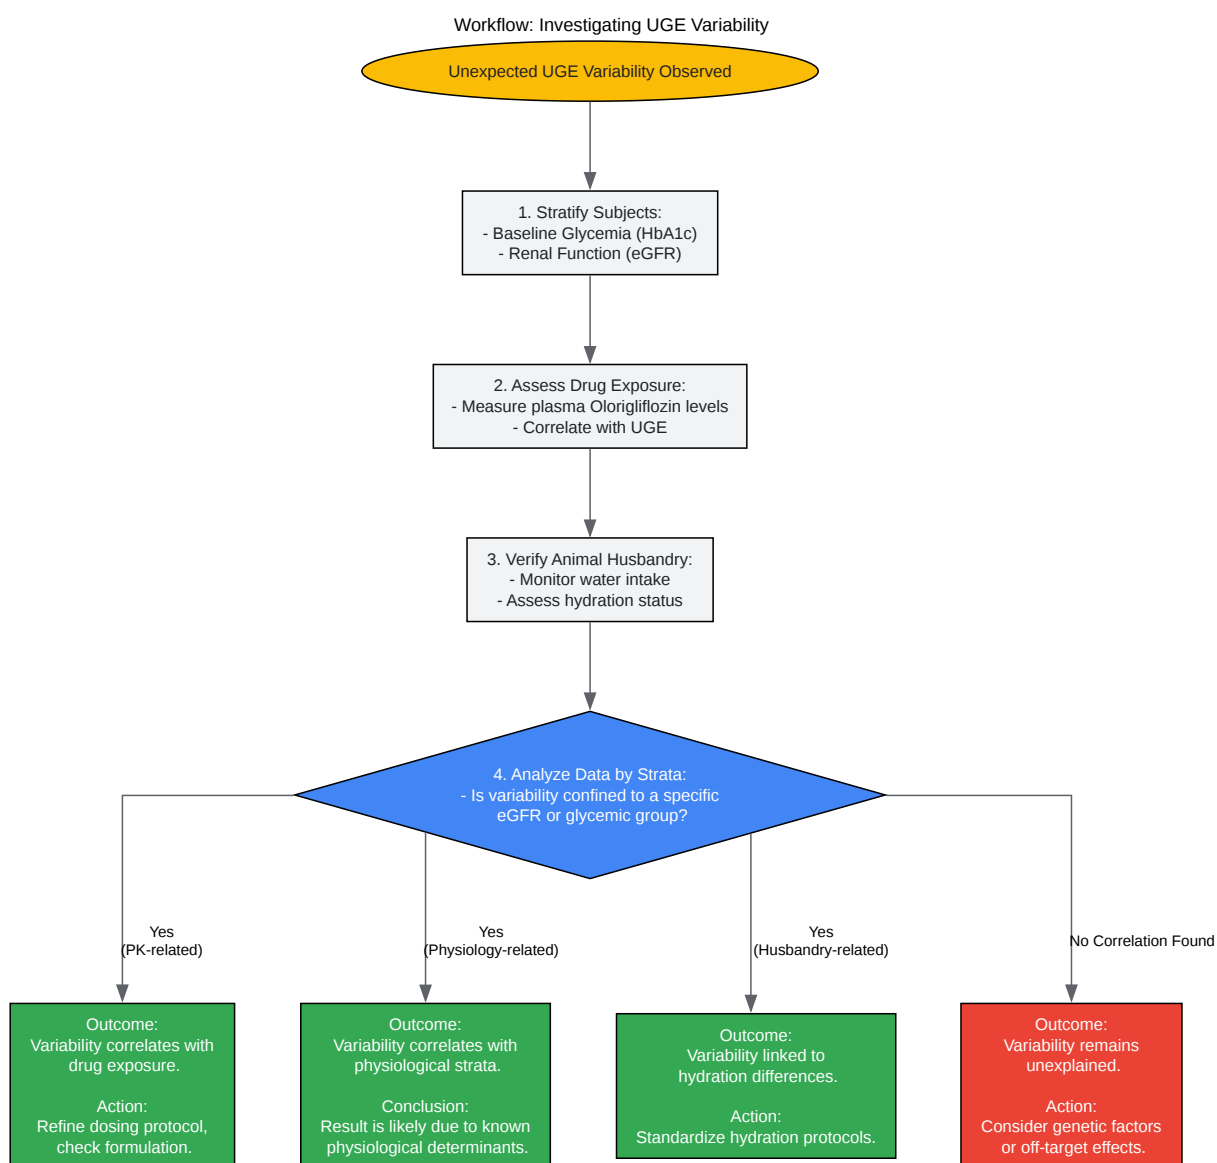 Workflow: Investigating UGE Variability
Unexpected UGE Variability Observed
1. Stratify Subjects:
- Baseline Glycemia (HbA1c)
- Renal Function (eGFR)
2. Assess Drug Exposure:
- Measure plasma Olorigliflozin levels
- Correlate with UGE
3. Verify Animal Husbandry:
- Monitor water intake
- Assess hydration status
4. Analyze Data by Strata:
- Is variability confined to a specific
eGFR or glycemic group?
Yes
(PK-related)
Yes
(Physiology-related)
Yes
(Husbandry-related)
No Correlation Found
Outcome:
Variability correlates with
drug exposure.
Action:
Refine dosing protocol,
check formulation.
Outcome:
Variability correlates with
physiological strata.
Conclusion:
Result is likely due to known
physiological determinants.
Outcome:
Variability linked to
hydration differences.
Action:
Standardize hydration protocols.
Outcome:
Variability remains
unexplained.
Action:
Consider genetic factors
or off-target effects.